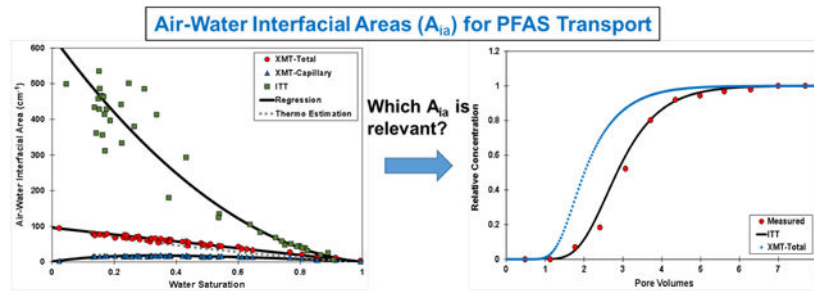 Air-Water Interfacial Areas (Aia) for PFAS Transport
Air-Water Interfacial Area (cm-1)
600
500
400
300
200
100
0
0
0.2
0.4
0.6
0.8
1
Water Saturation
XMT-Total
XMT-Capillary
ITT
Regression
Thermo Estimation
Which Aia is
relevant?
Relative Concentration
1.2
1
0.8
0.6
0.4
0.2
0
0
1
2
3
4
5
6
7
Pore Volumes
Measured
ITT
XMT-Total